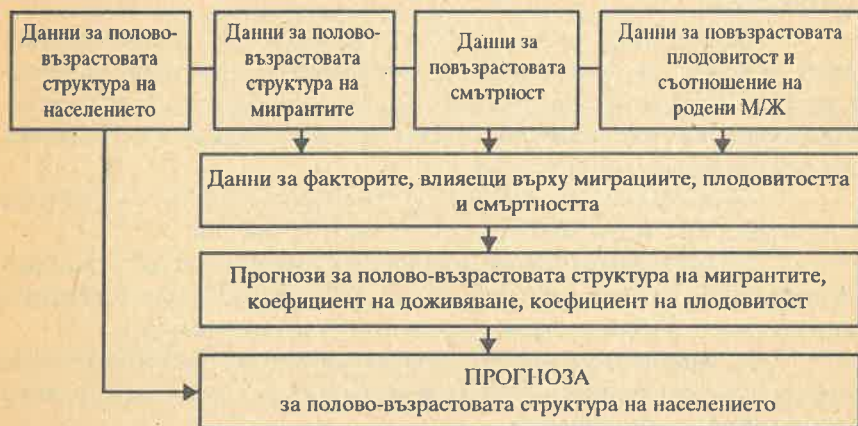 Данни за полово-
възрастовата
структура на
населението
Данни за полово-
възрастовата
структура на
мигрантите
Данни за
повъзрастовата
смътрност
Данни за повъзрастовата
плодовитост и
съотношение на
родени М/Ж
Данни за факторите, влияещи върху миграциите, плодовитостта
и смъртността
Прогнози за полово-възрастовата структура на мигрантите,
коефициент на доживяване, коефициент на плодовитост
ПРОГНОЗА
за полово-възрастовата структура на населението